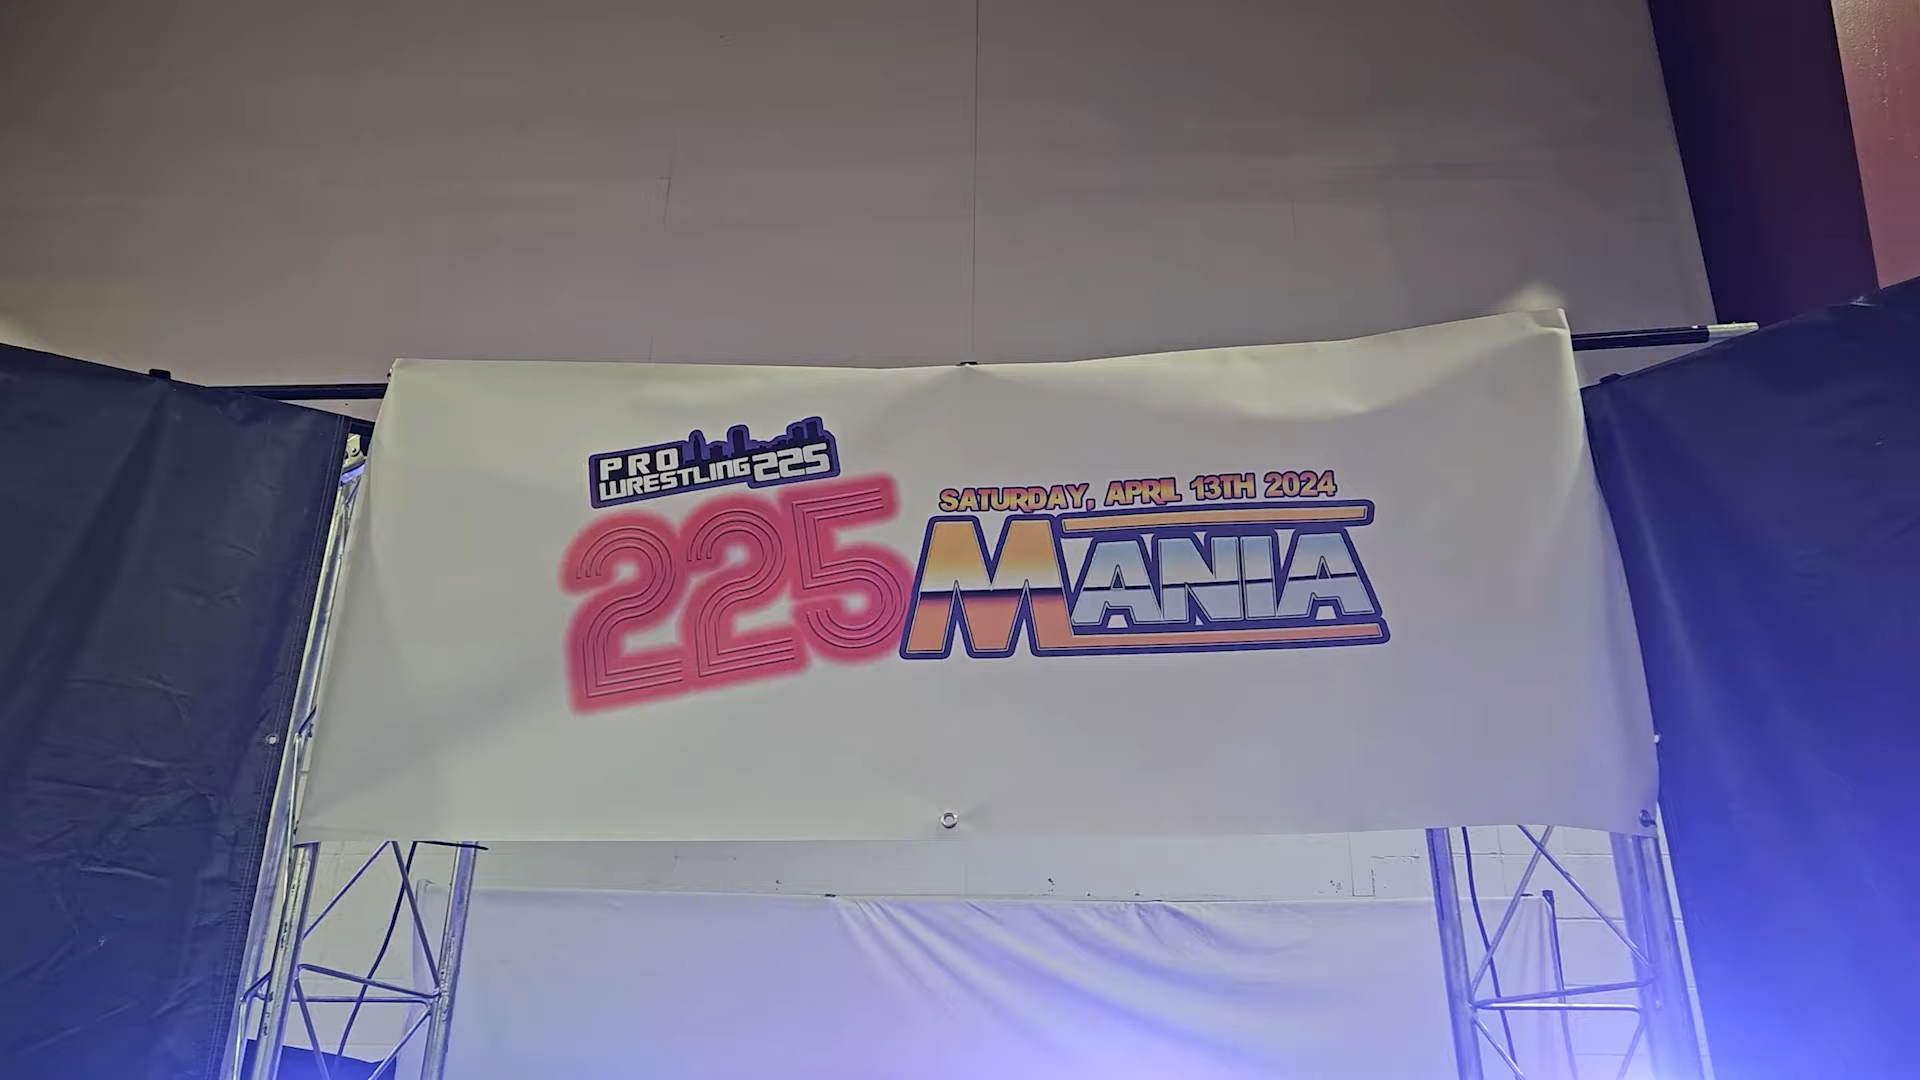 PRO
WRESTLING 225
SATURDAY, APRIL 13TH 2024
225 MANIA